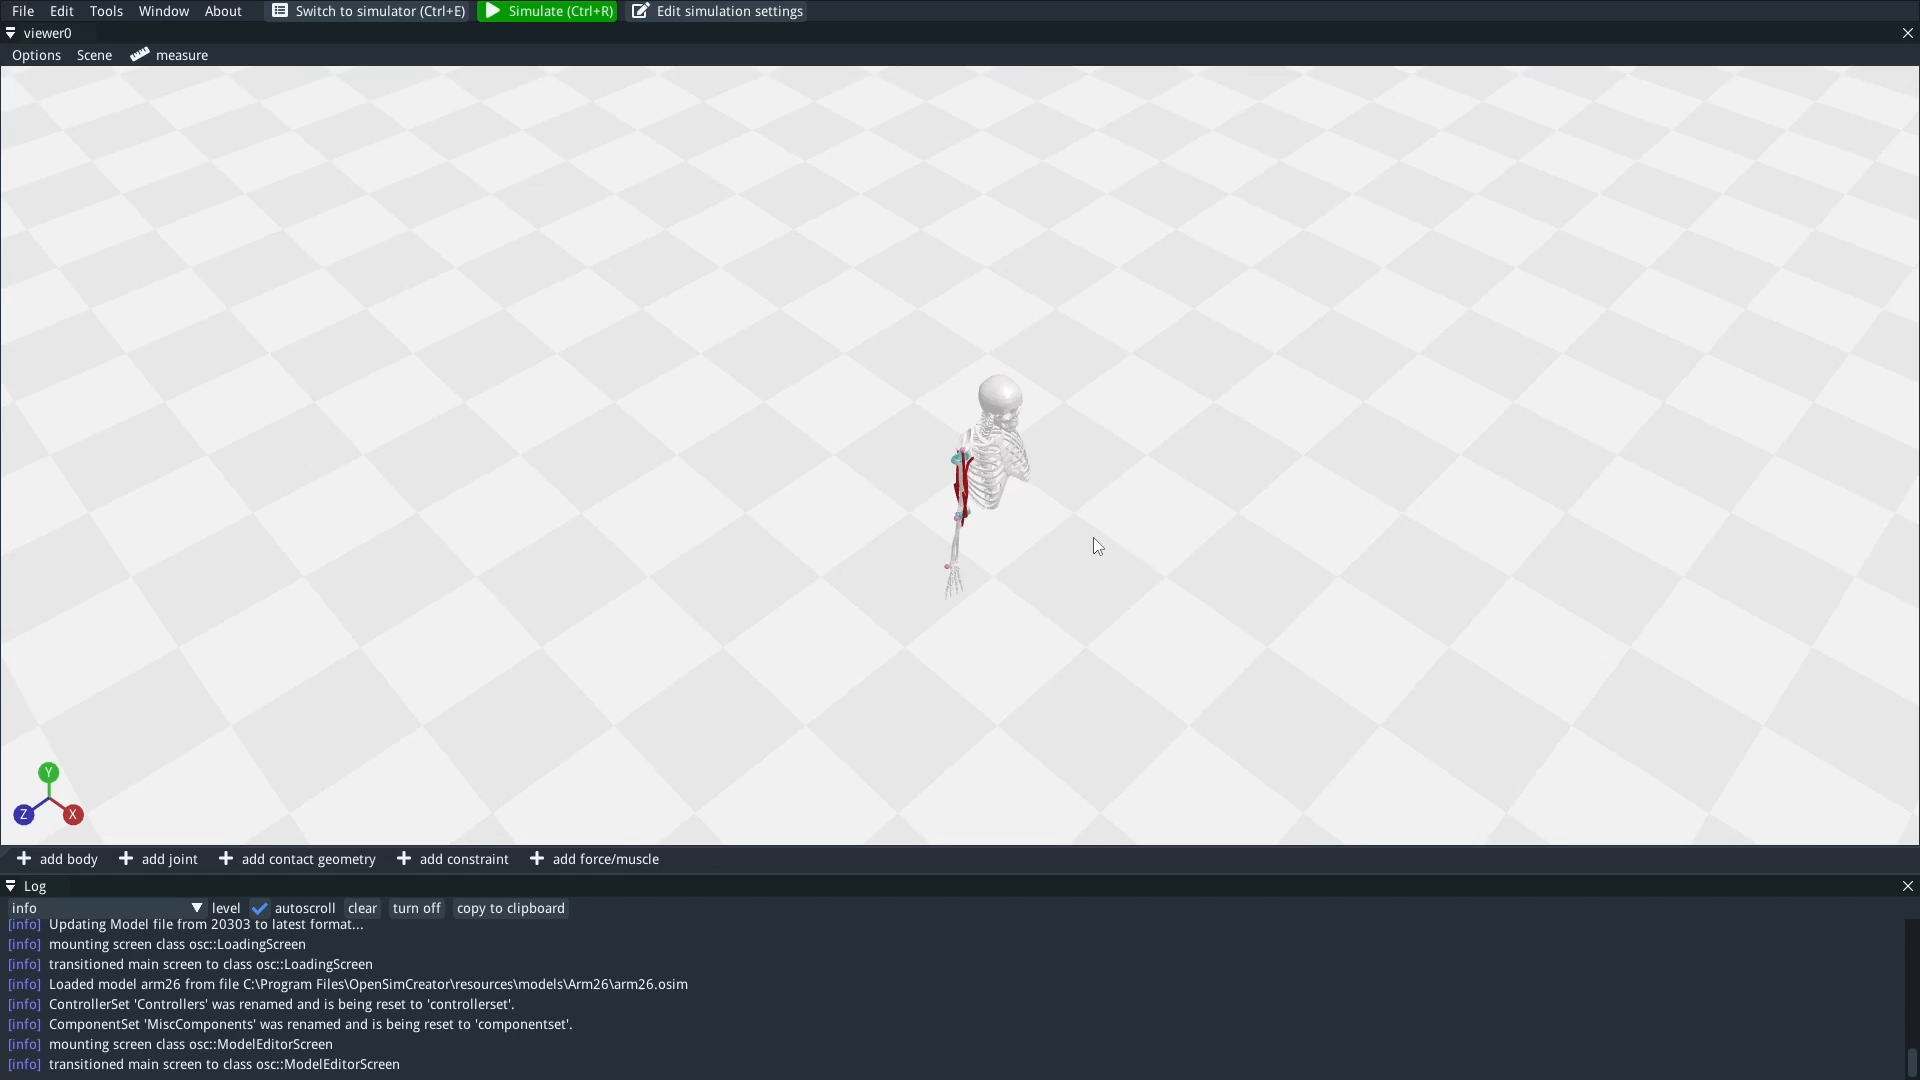 File Edit Tools Window About Switch to simulator (Ctrl+E) Simulate (Ctrl+R) Edit simulation settings
viewer0
Options Scene measure
Y
Z X
add body add joint add contact geometry add constraint add force/muscle
Log
info level autoscroll clear turn off copy to clipboard
[info] Updating Model file from 20303 to latest format...
[info] mounting screen class osc::LoadingScreen
[info] transitioned main screen to class osc::LoadingScreen
[info] Loaded model arm26 from file C:\Program Files\OpenSimCreator\resources\models\Arm26\arm26.osim
[info] ControllerSet 'Controllers' was renamed and is being reset to 'controllerset'.
[info] ComponentSet 'MiscComponents' was renamed and is being reset to 'componentset'.
[info] mounting screen class osc::ModelEditorScreen
[info] transitioned main screen to class osc::ModelEditorScreen